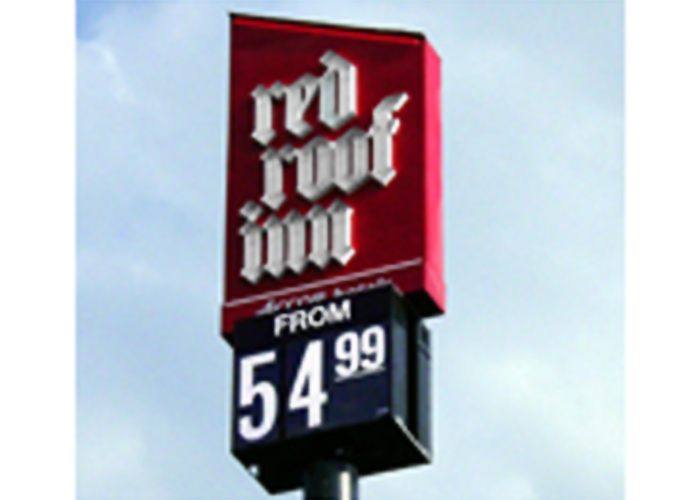 red
roof
inn
FROM
54 99